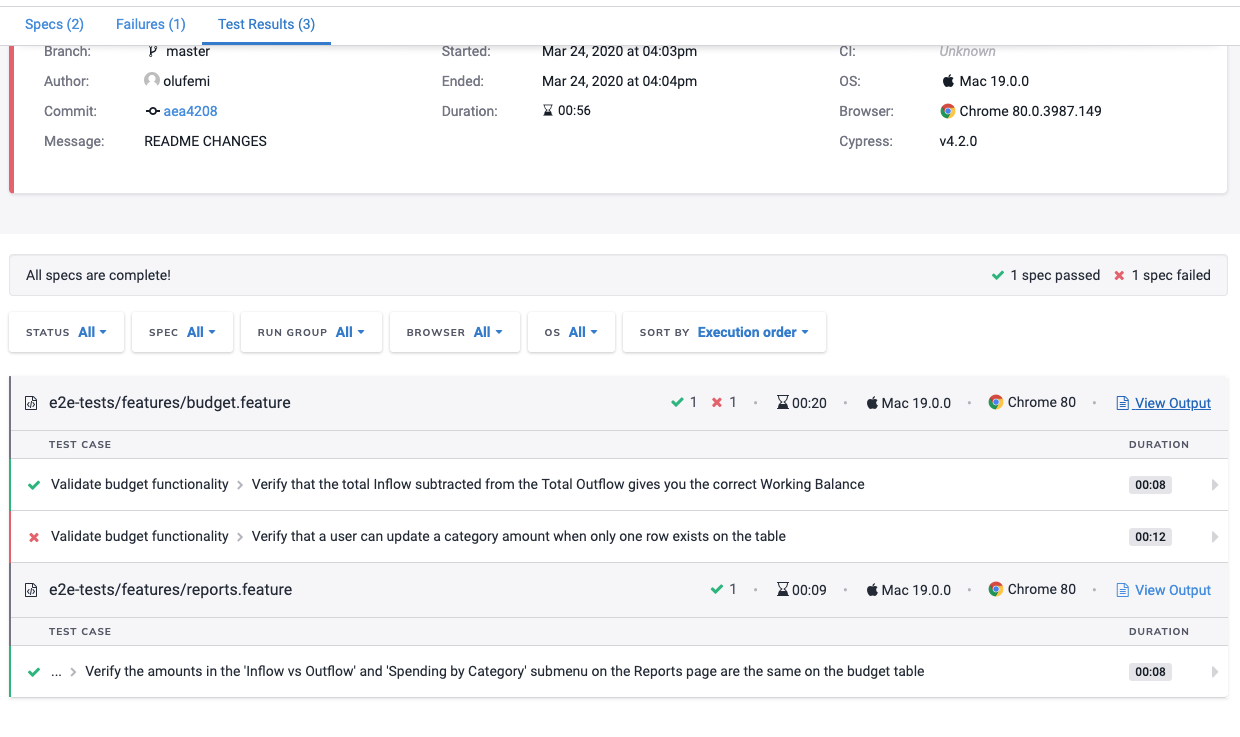 Specs (2) Failures (1) Test Results (3)
Branch: master Started: Mar 24, 2020 at 04:03pm CI: Unknown
Author: olufemi Ended: Mar 24, 2020 at 04:04pm OS: Mac 19.0.0
Commit: aea4208 Duration: 00:56 Browser: Chrome 80.0.3987.149
Message: README CHANGES Cypress: v4.2.0
All specs are complete! 1 spec passed 1 spec failed
STATUS All SPEC All RUN GROUP All BROWSER All OS All SORT BY Execution order
e2e-tests/features/budget.feature 1 1 00:20 Mac 19.0.0 Chrome 80 View Output
TEST CASE DURATION
Validate budget functionality > Verify that the total Inflow subtracted from the Total Outflow gives you the correct Working Balance 00:08
Validate budget functionality > Verify that a user can update a category amount when only one row exists on the table 00:12
e2e-tests/features/reports.feature 1 00:09 Mac 19.0.0 Chrome 80 View Output
TEST CASE DURATION
... > Verify the amounts in the 'Inflow vs Outflow' and 'Spending by Category' submenu on the Reports page are the same on the budget table 00:08